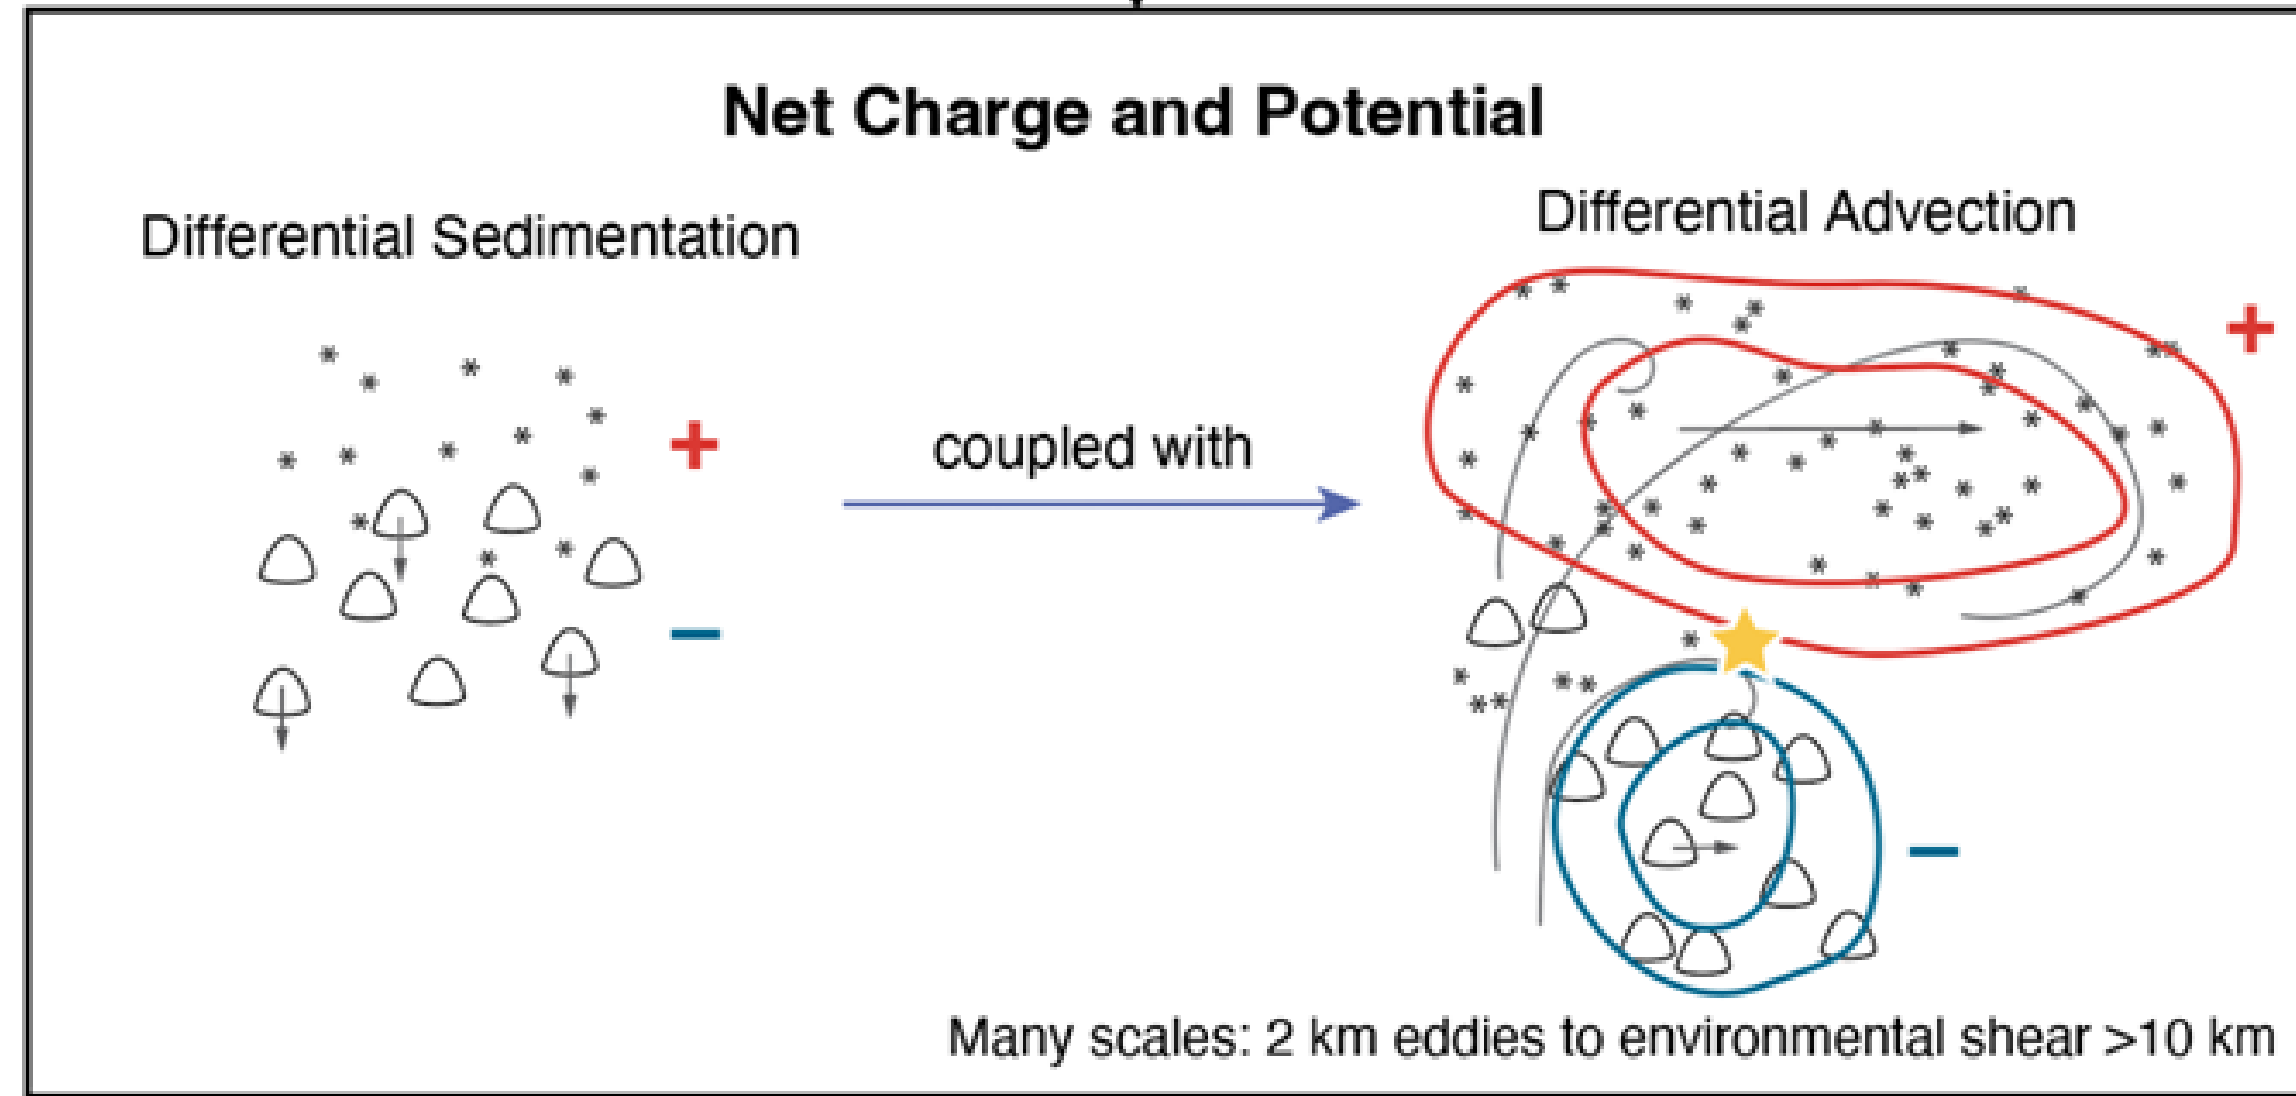 Net Charge and Potential
Differential Sedimentation
Differential Advection
+
+
coupled with
−
−
Many scales: 2 km eddies to environmental shear >10 km